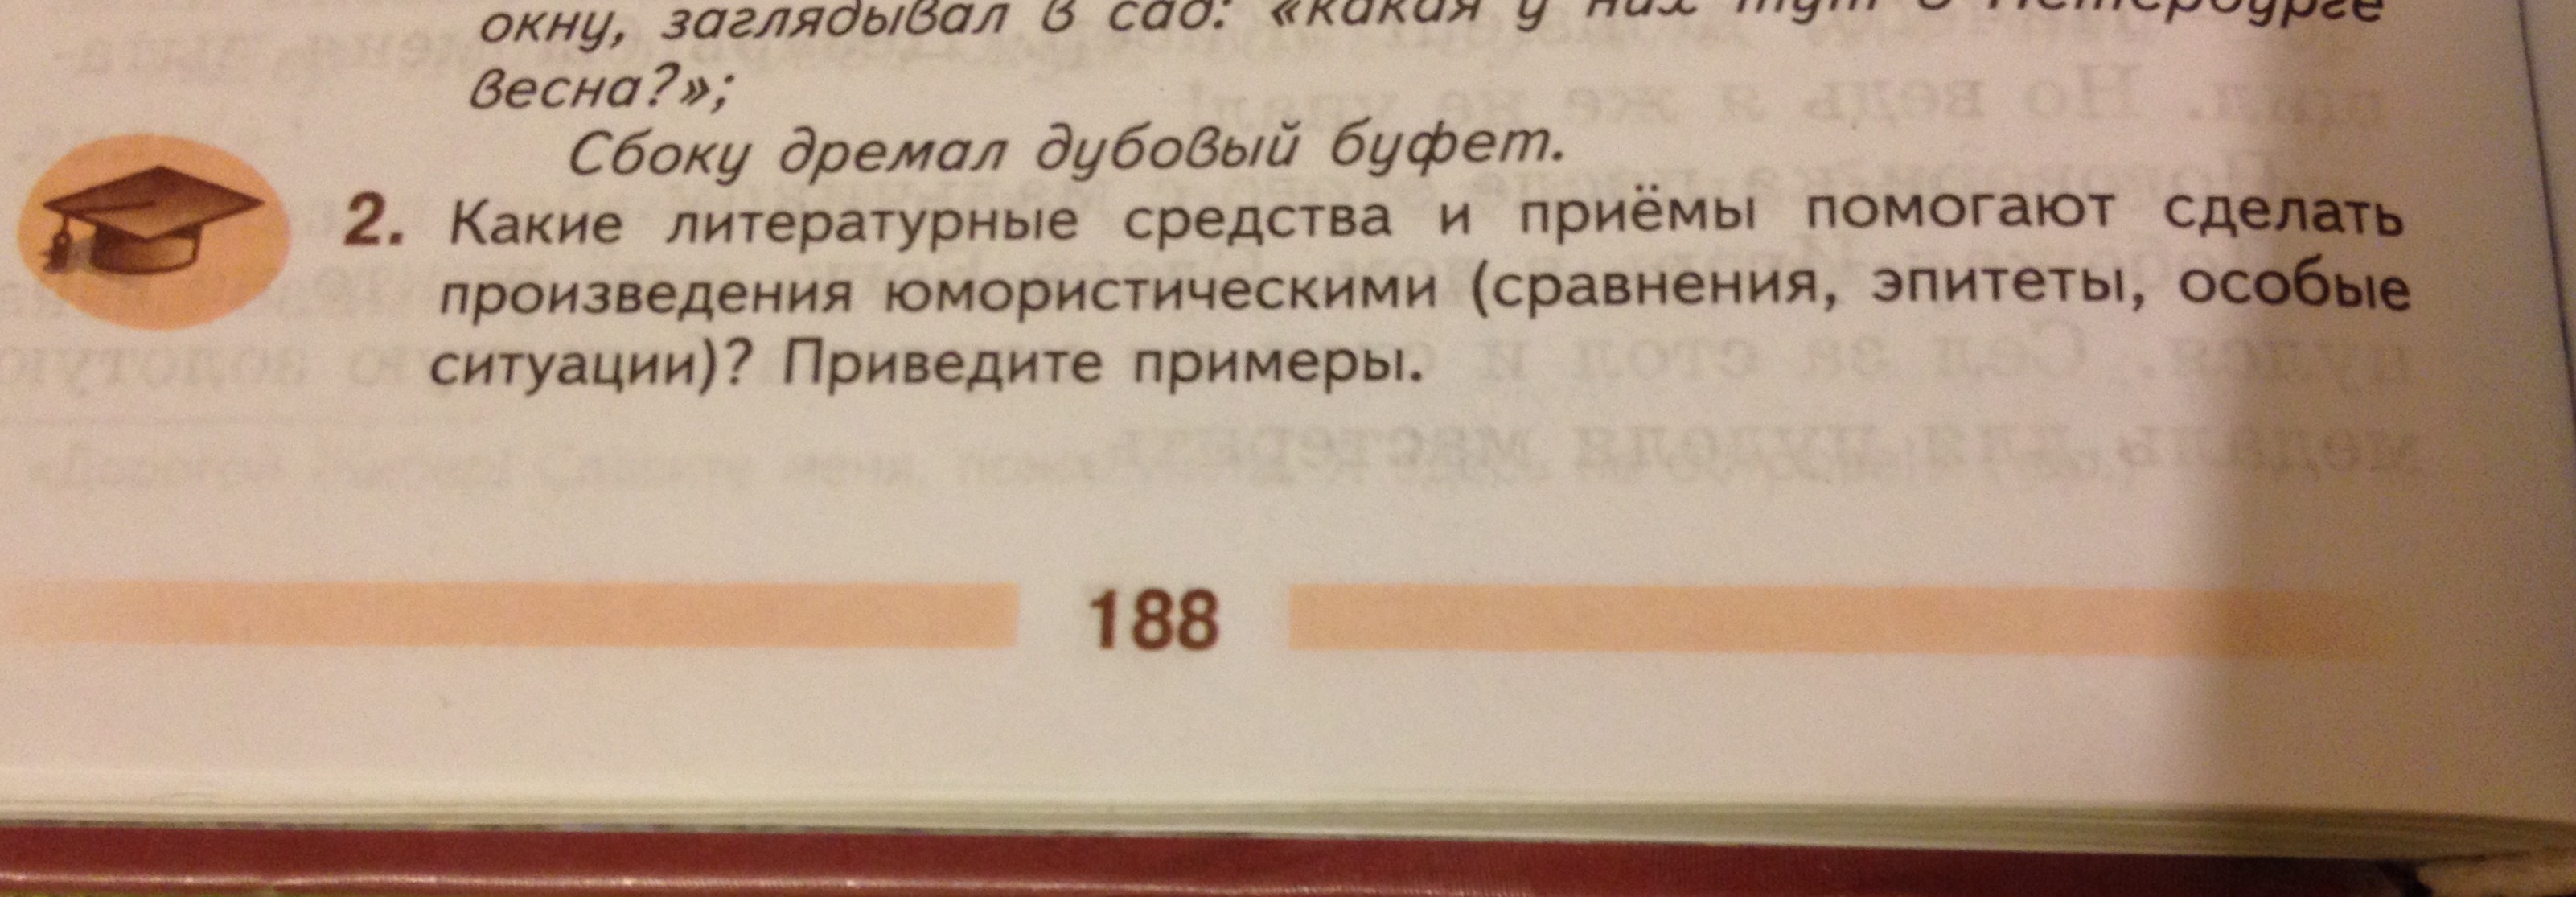 окну, заглядывал в сад: «какая у них тут в Петербурге
весна?»;
Сбоку дремал дубовый буфет.
2. Какие литературные средства и приёмы помогают сделать
произведения юмористическими (сравнения, эпитеты, особые
ситуации)? Приведите примеры.
188